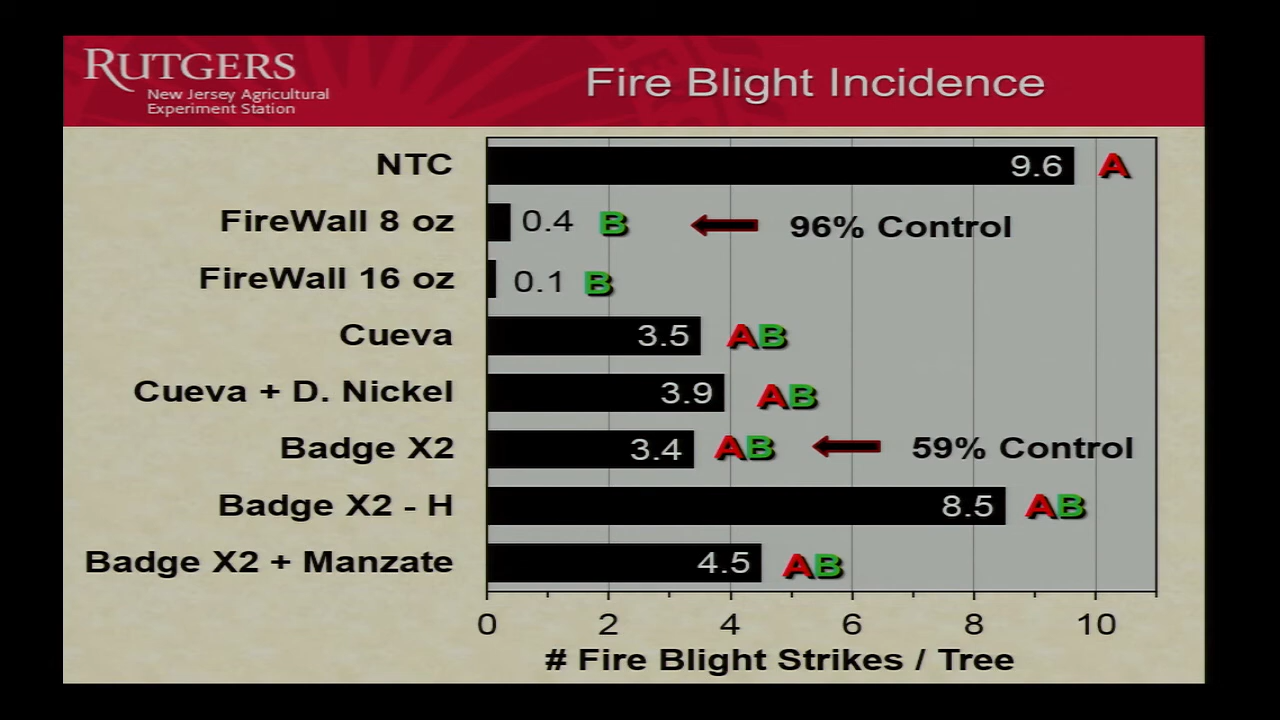 RUTGERS
New Jersey Agricultural
Experiment Station
Fire Blight Incidence
NTC 9.6 A
FireWall 8 oz 0.4 B 96% Control
FireWall 16 oz 0.1 B
Cueva 3.5 AB
Cueva + D. Nickel 3.9 AB
Badge X2 3.4 AB 59% Control
Badge X2 - H 8.5 AB
Badge X2 + Manzate 4.5 AB
0 2 4 6 8 10
# Fire Blight Strikes / Tree